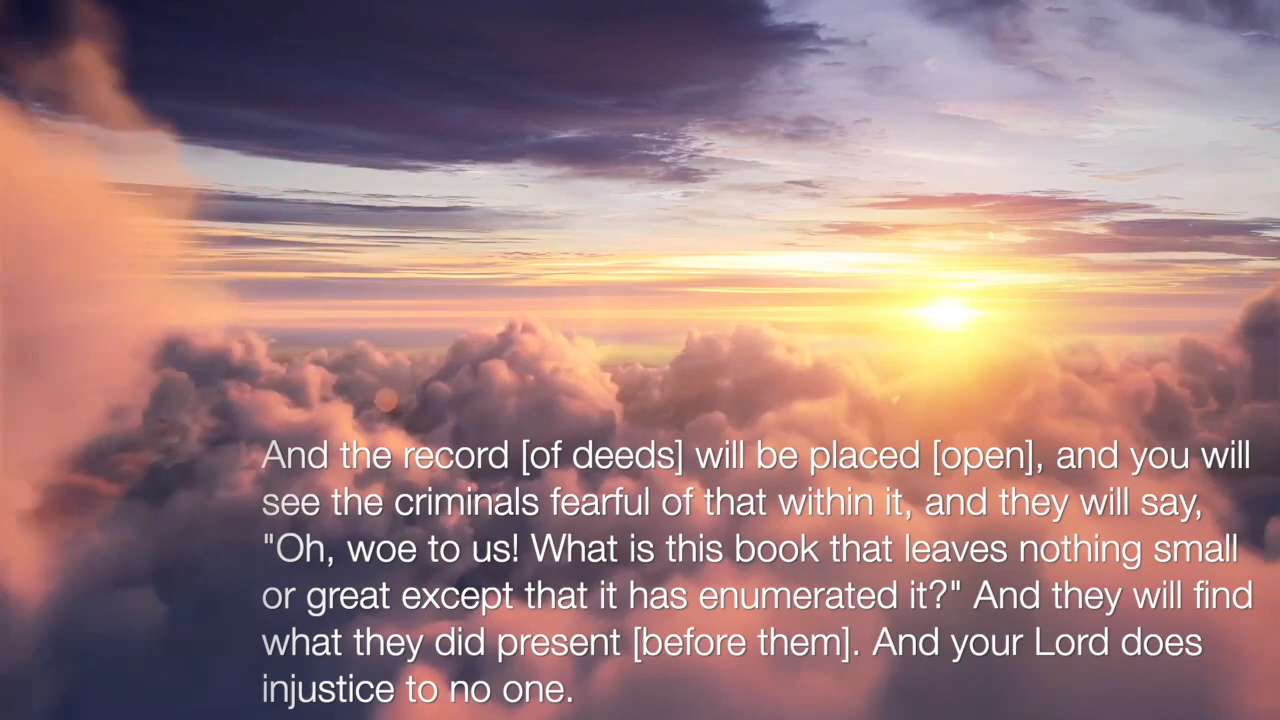 And the record [of deeds] will be placed [open], and you will
see the criminals fearful of that within it, and they will say,
"Oh, woe to us! What is this book that leaves nothing small
or great except that it has enumerated it?" And they will find
what they did present [before them]. And your Lord does
injustice to no one.